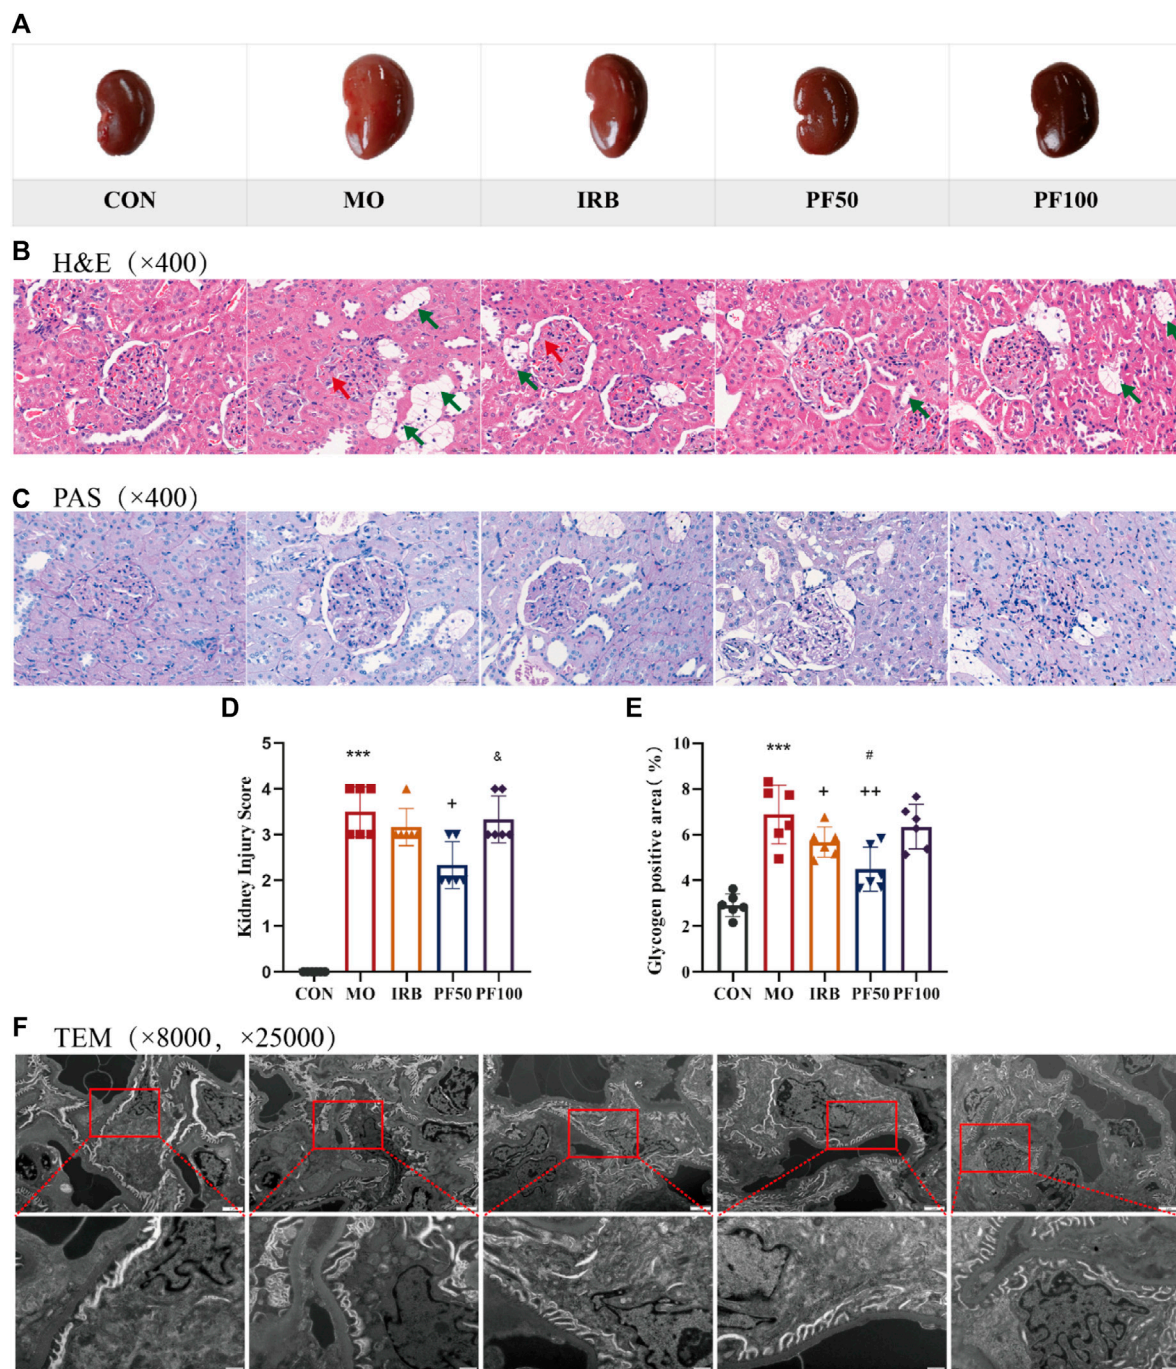 A
CON MO IRB PF50 PF100
B H&E (×400)
C PAS (×400)
D
Kidney Injury Score
5
4
3
2
1
0
***
+
&
CON MO IRB PF50 PF100
E
Glycogen positive area( %)
10
8
6
4
2
0
***
+
#
++
CON MO IRB PF50 PF100
F TEM (×8000, ×25000)